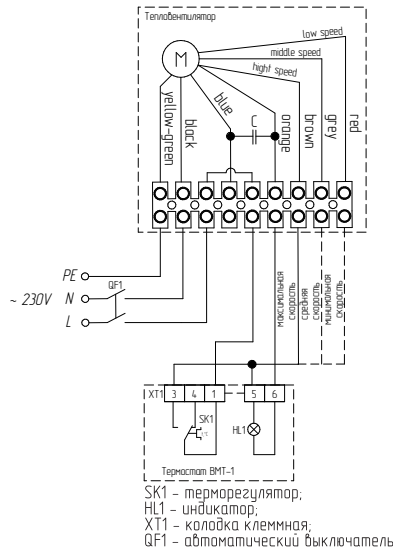 Тепловентилятор
low speed
middle speed
hight speed
M
yellow-green
black
blue
C
orange
brown
grey
red
PE
~ 230V
N
QF1
L
максимальная
скорость
средняя
скорость
минимальная
скорость
XT1
3
4
1
5
6
SK1
t°C
HL1
Термостат ВМТ-1
SK1 - терморегулятор;
HL1 - индикатор;
XT1 - колодка клеммная;
QF1 - автоматический выключатель